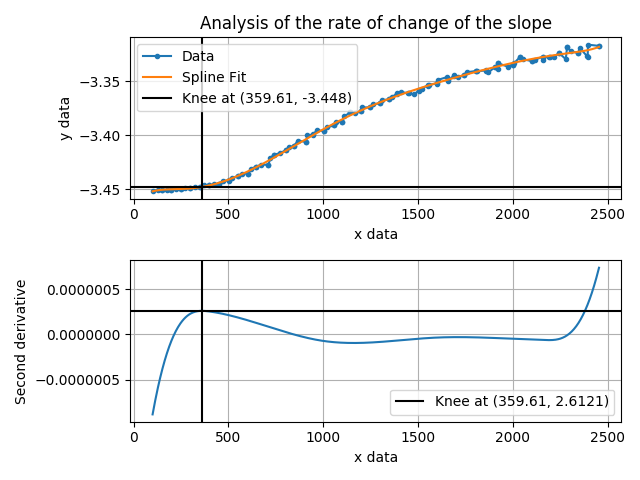 Analysis of the rate of change of the slope
Data
Spline Fit
Knee at (359.61, -3.448)
−3.35
−3.40
−3.45
y data
0 500 1000 1500 2000 2500
x data
0.0000005
0.0000000
−0.0000005
Second derivative
Knee at (359.61, 2.6121)
0 500 1000 1500 2000 2500
x data